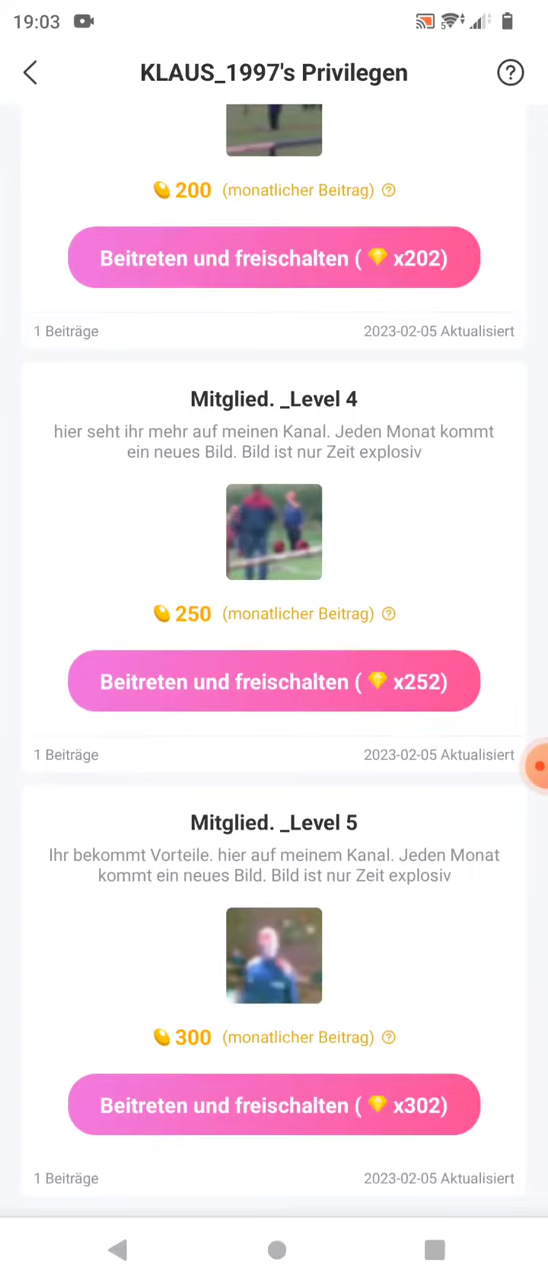 19:03
KLAUS_1997's Privilegen
200 (monatlicher Beitrag)
Beitreten und freischalten ( x202)
1 Beiträge 2023-02-05 Aktualisiert
Mitglied. _Level 4
hier seht ihr mehr auf meinen Kanal. Jeden Monat kommt
ein neues Bild. Bild ist nur Zeit explosiv
250 (monatlicher Beitrag)
Beitreten und freischalten ( x252)
1 Beiträge 2023-02-05 Aktualisiert
Mitglied. _Level 5
Ihr bekommt Vorteile. hier auf meinem Kanal. Jeden Monat
kommt ein neues Bild. Bild ist nur Zeit explosiv
300 (monatlicher Beitrag)
Beitreten und freischalten ( x302)
1 Beiträge 2023-02-05 Aktualisiert